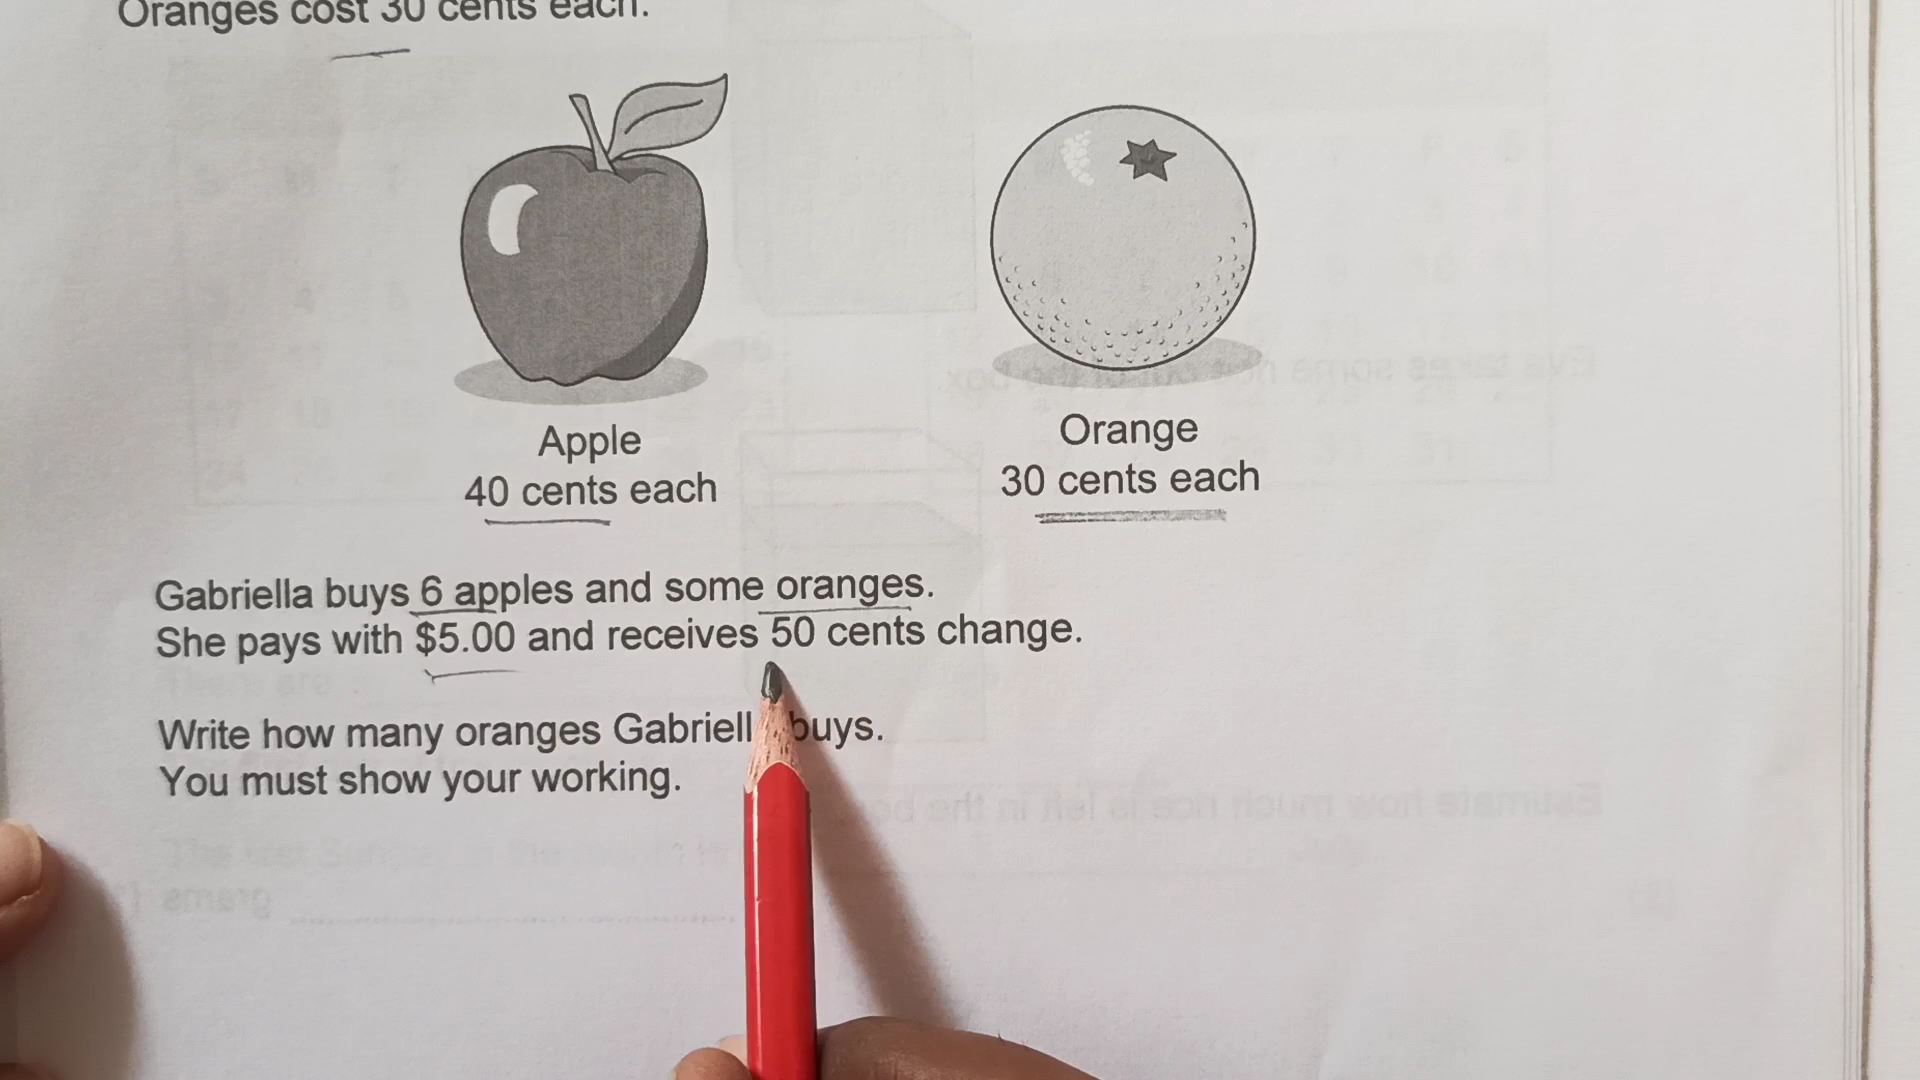 Oranges cost 30 cents each.
Apple
40 cents each
Orange
30 cents each
Gabriella buys 6 apples and some oranges.
She pays with $5.00 and receives 50 cents change.
Write how many oranges Gabriell buys.
You must show your working.